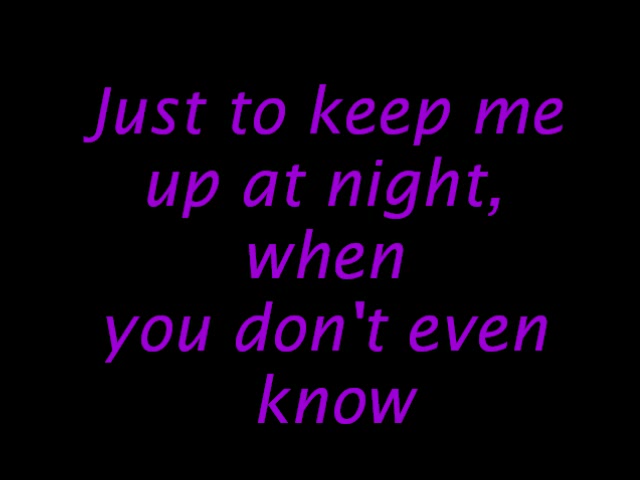 Just to keep me
up at night,
when
you don't even
know